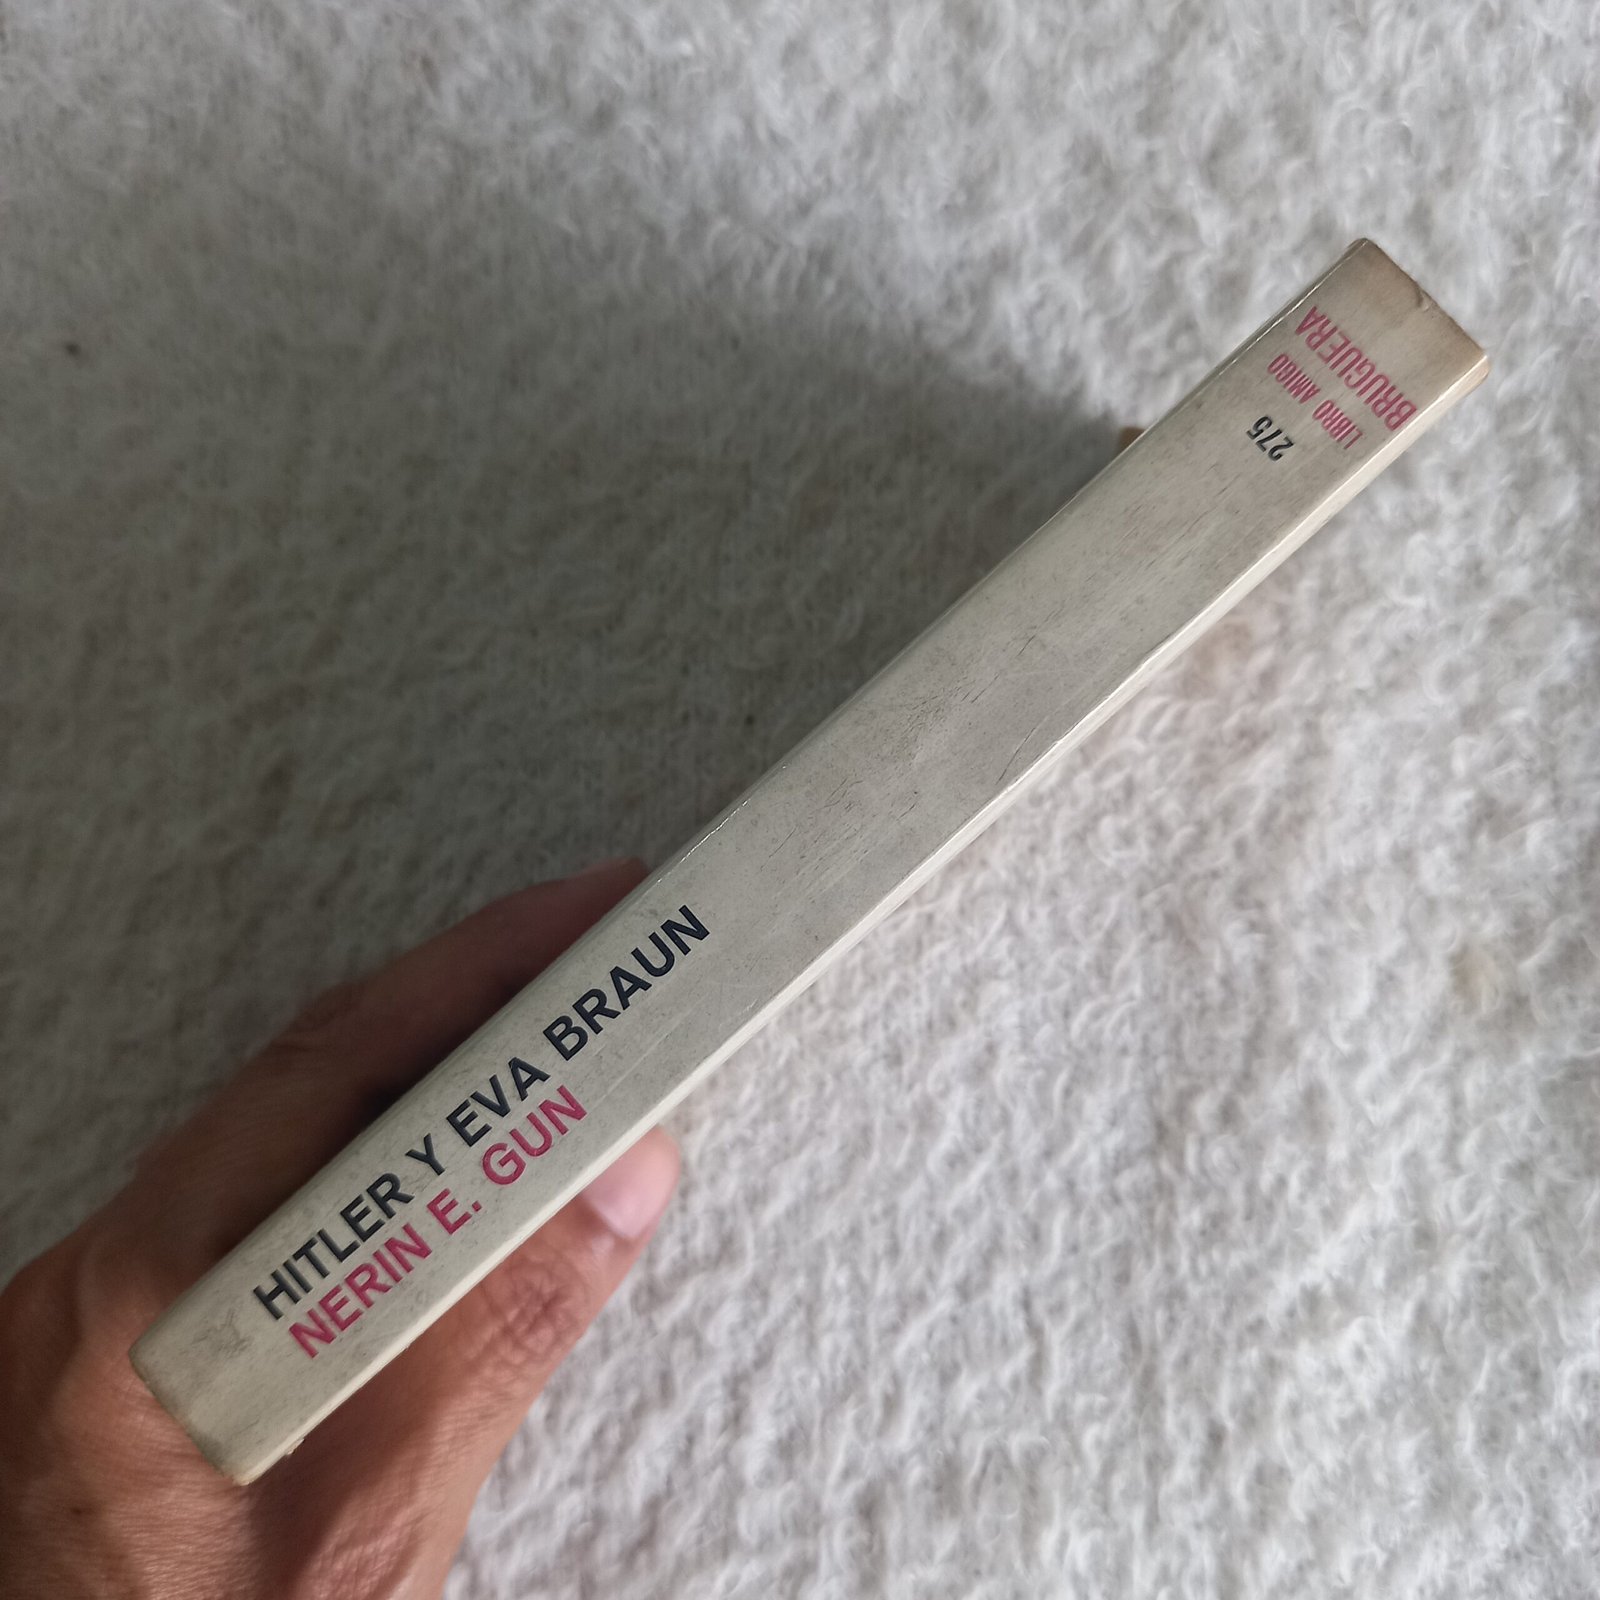 HITLER Y EVA BRAUN
NERIN E. GUN
275
LIBRO AMIGO
BRUGUERA